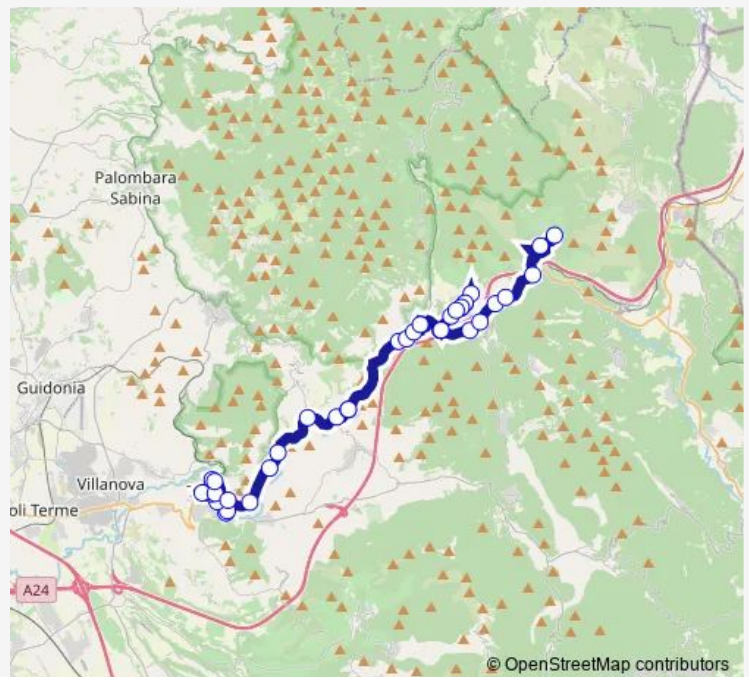 Palombara
Sabina
Guidonia
Villanova
oli Terme
A24
© OpenStreetMap contributors